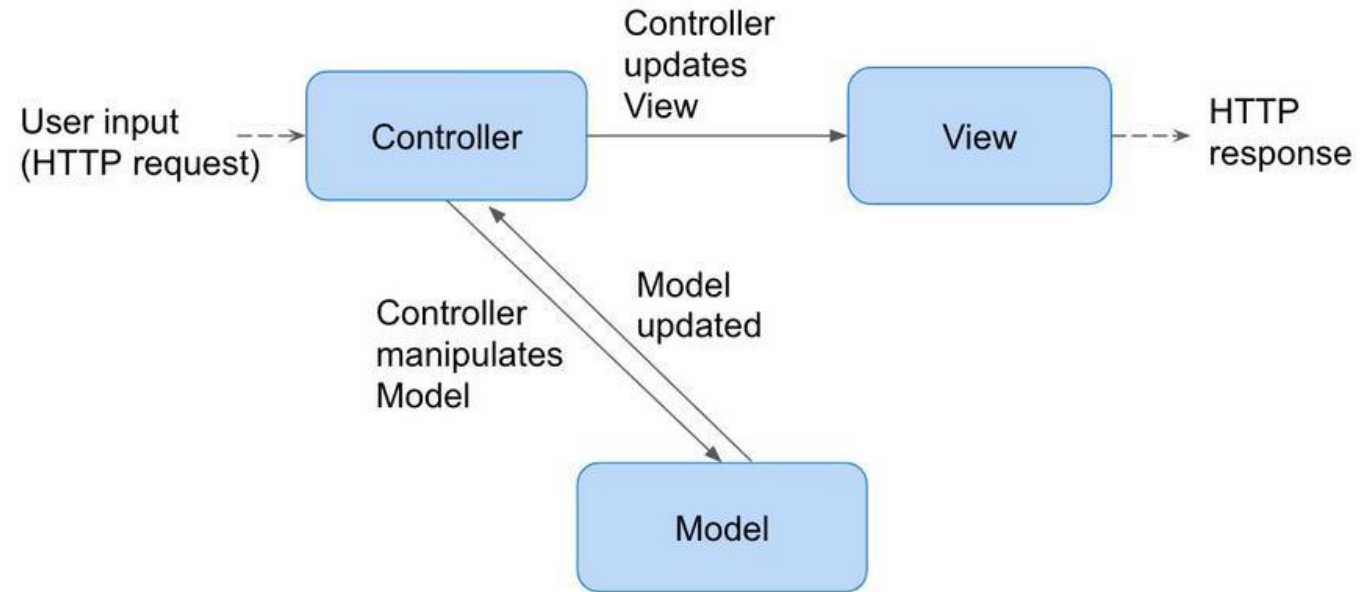 Controller
updates
View
User input
(HTTP request)
Controller
View
HTTP
response
Controller
manipulates
Model
Model
updated
Model